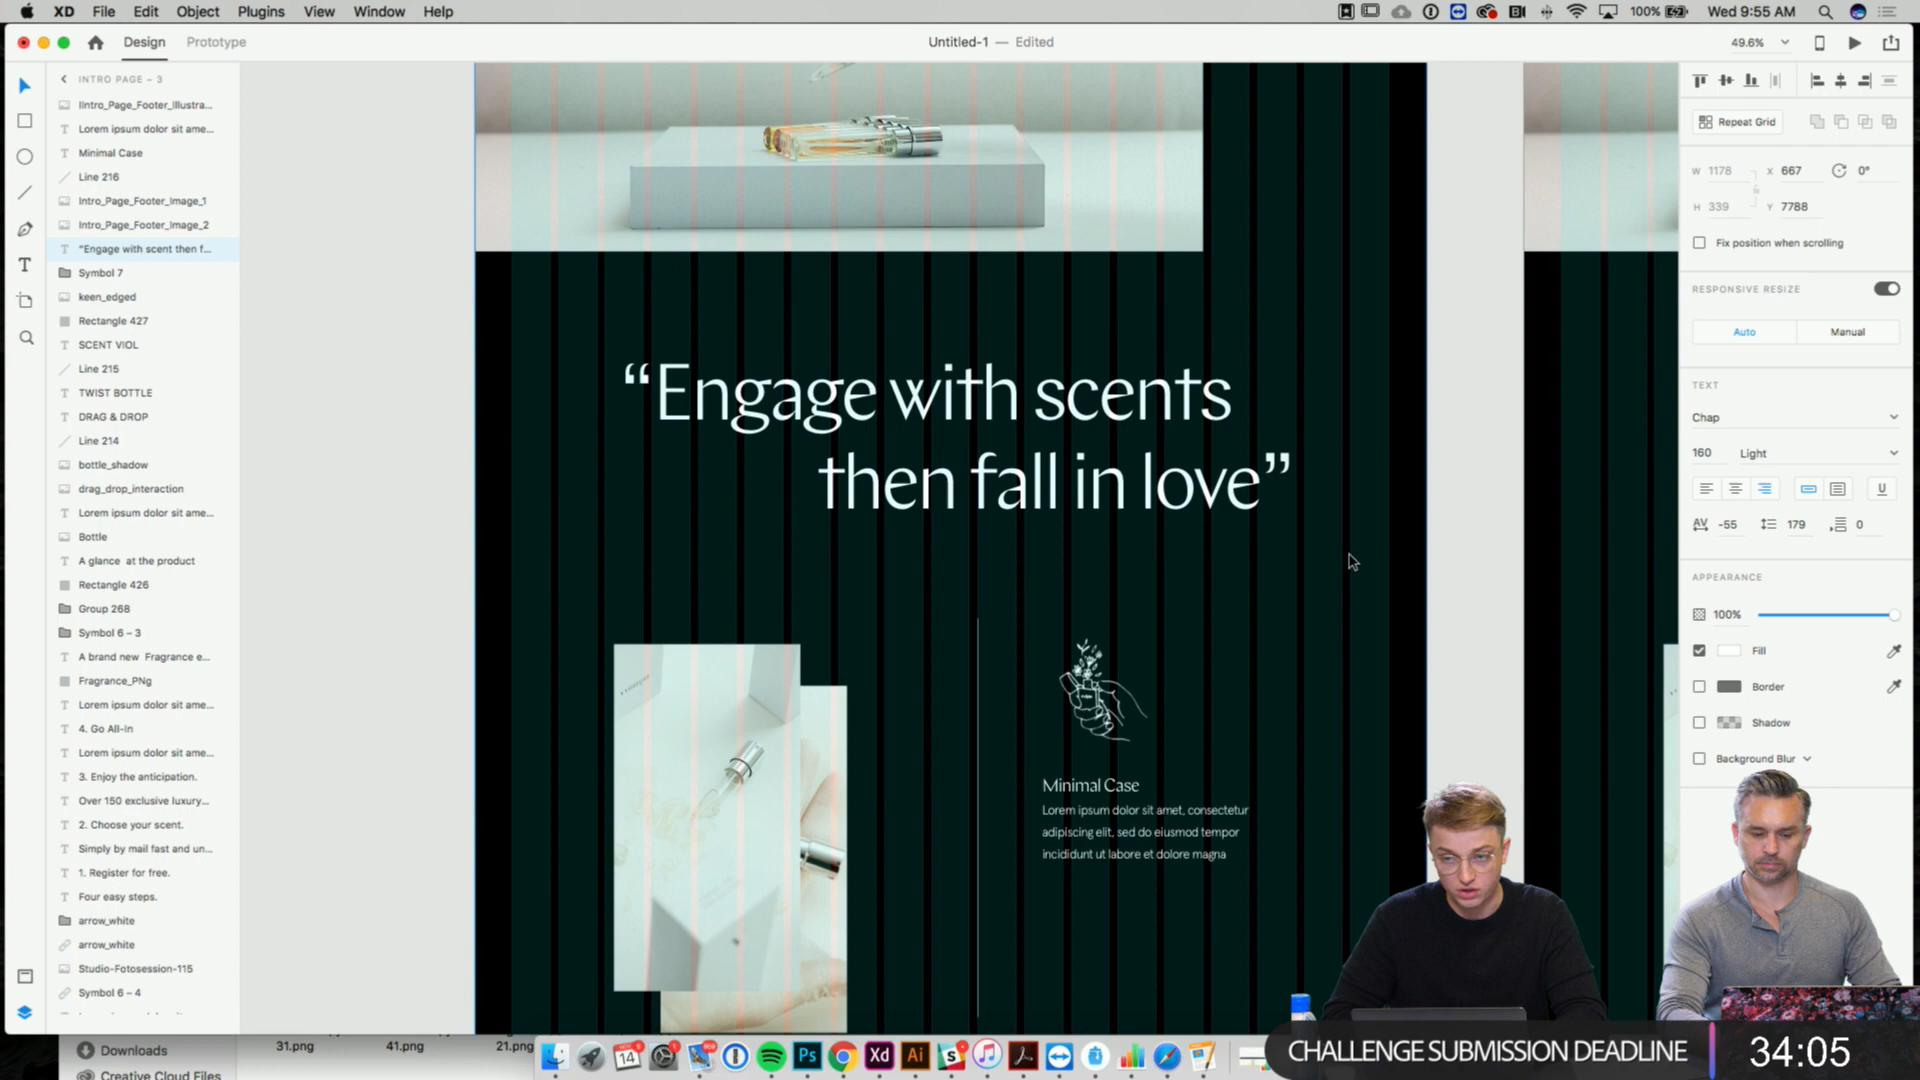 XD File Edit Object Plugins View Window Help
100% Wed 9:55 AM
Design Prototype
Untitled-1 — Edited
49.6%
INTRO PAGE – 3
IIntro_Page_Footer_Illustra...
Lorem ipsum dolor sit ame...
Minimal Case
Line 216
Intro_Page_Footer_Image_1
Intro_Page_Footer_Image_2
"Engage with scent then f...
Symbol 7
keen_edged
Rectangle 427
SCENT VIOL
Line 215
TWIST BOTTLE
DRAG & DROP
Line 214
bottle_shadow
drag_drop_interaction
Lorem ipsum dolor sit ame...
Bottle
A glance at the product
Rectangle 426
Group 268
Symbol 6 – 3
A brand new Fragrance e...
Fragrance_PNg
Lorem ipsum dolor sit ame...
4. Go All-In
Lorem ipsum dolor sit ame...
3. Enjoy the anticipation.
Over 150 exclusive luxury...
2. Choose your scent.
Simply by mail fast and un...
1. Register for free.
Four easy steps.
arrow_white
arrow_white
Studio-Fotosession-115
Symbol 6 – 4
“Engage with scents
then fall in love”
Minimal Case
Lorem ipsum dolor sit amet, consectetur
adipiscing elit, sed do eiusmod tempor
incididunt ut labore et dolore magna
Repeat Grid
W 1178 X 667 0°
H 339 Y 7788
Fix position when scrolling
RESPONSIVE RESIZE
Auto Manual
TEXT
Chap
160 Light
U
AV -55 179 0
APPEARANCE
100%
Fill
Border
Shadow
Background Blur
Downloads
Creative Cloud Files
31.png 41.png 21.png
14
Ps Xd Ai
CHALLENGE SUBMISSION DEADLINE 34:05